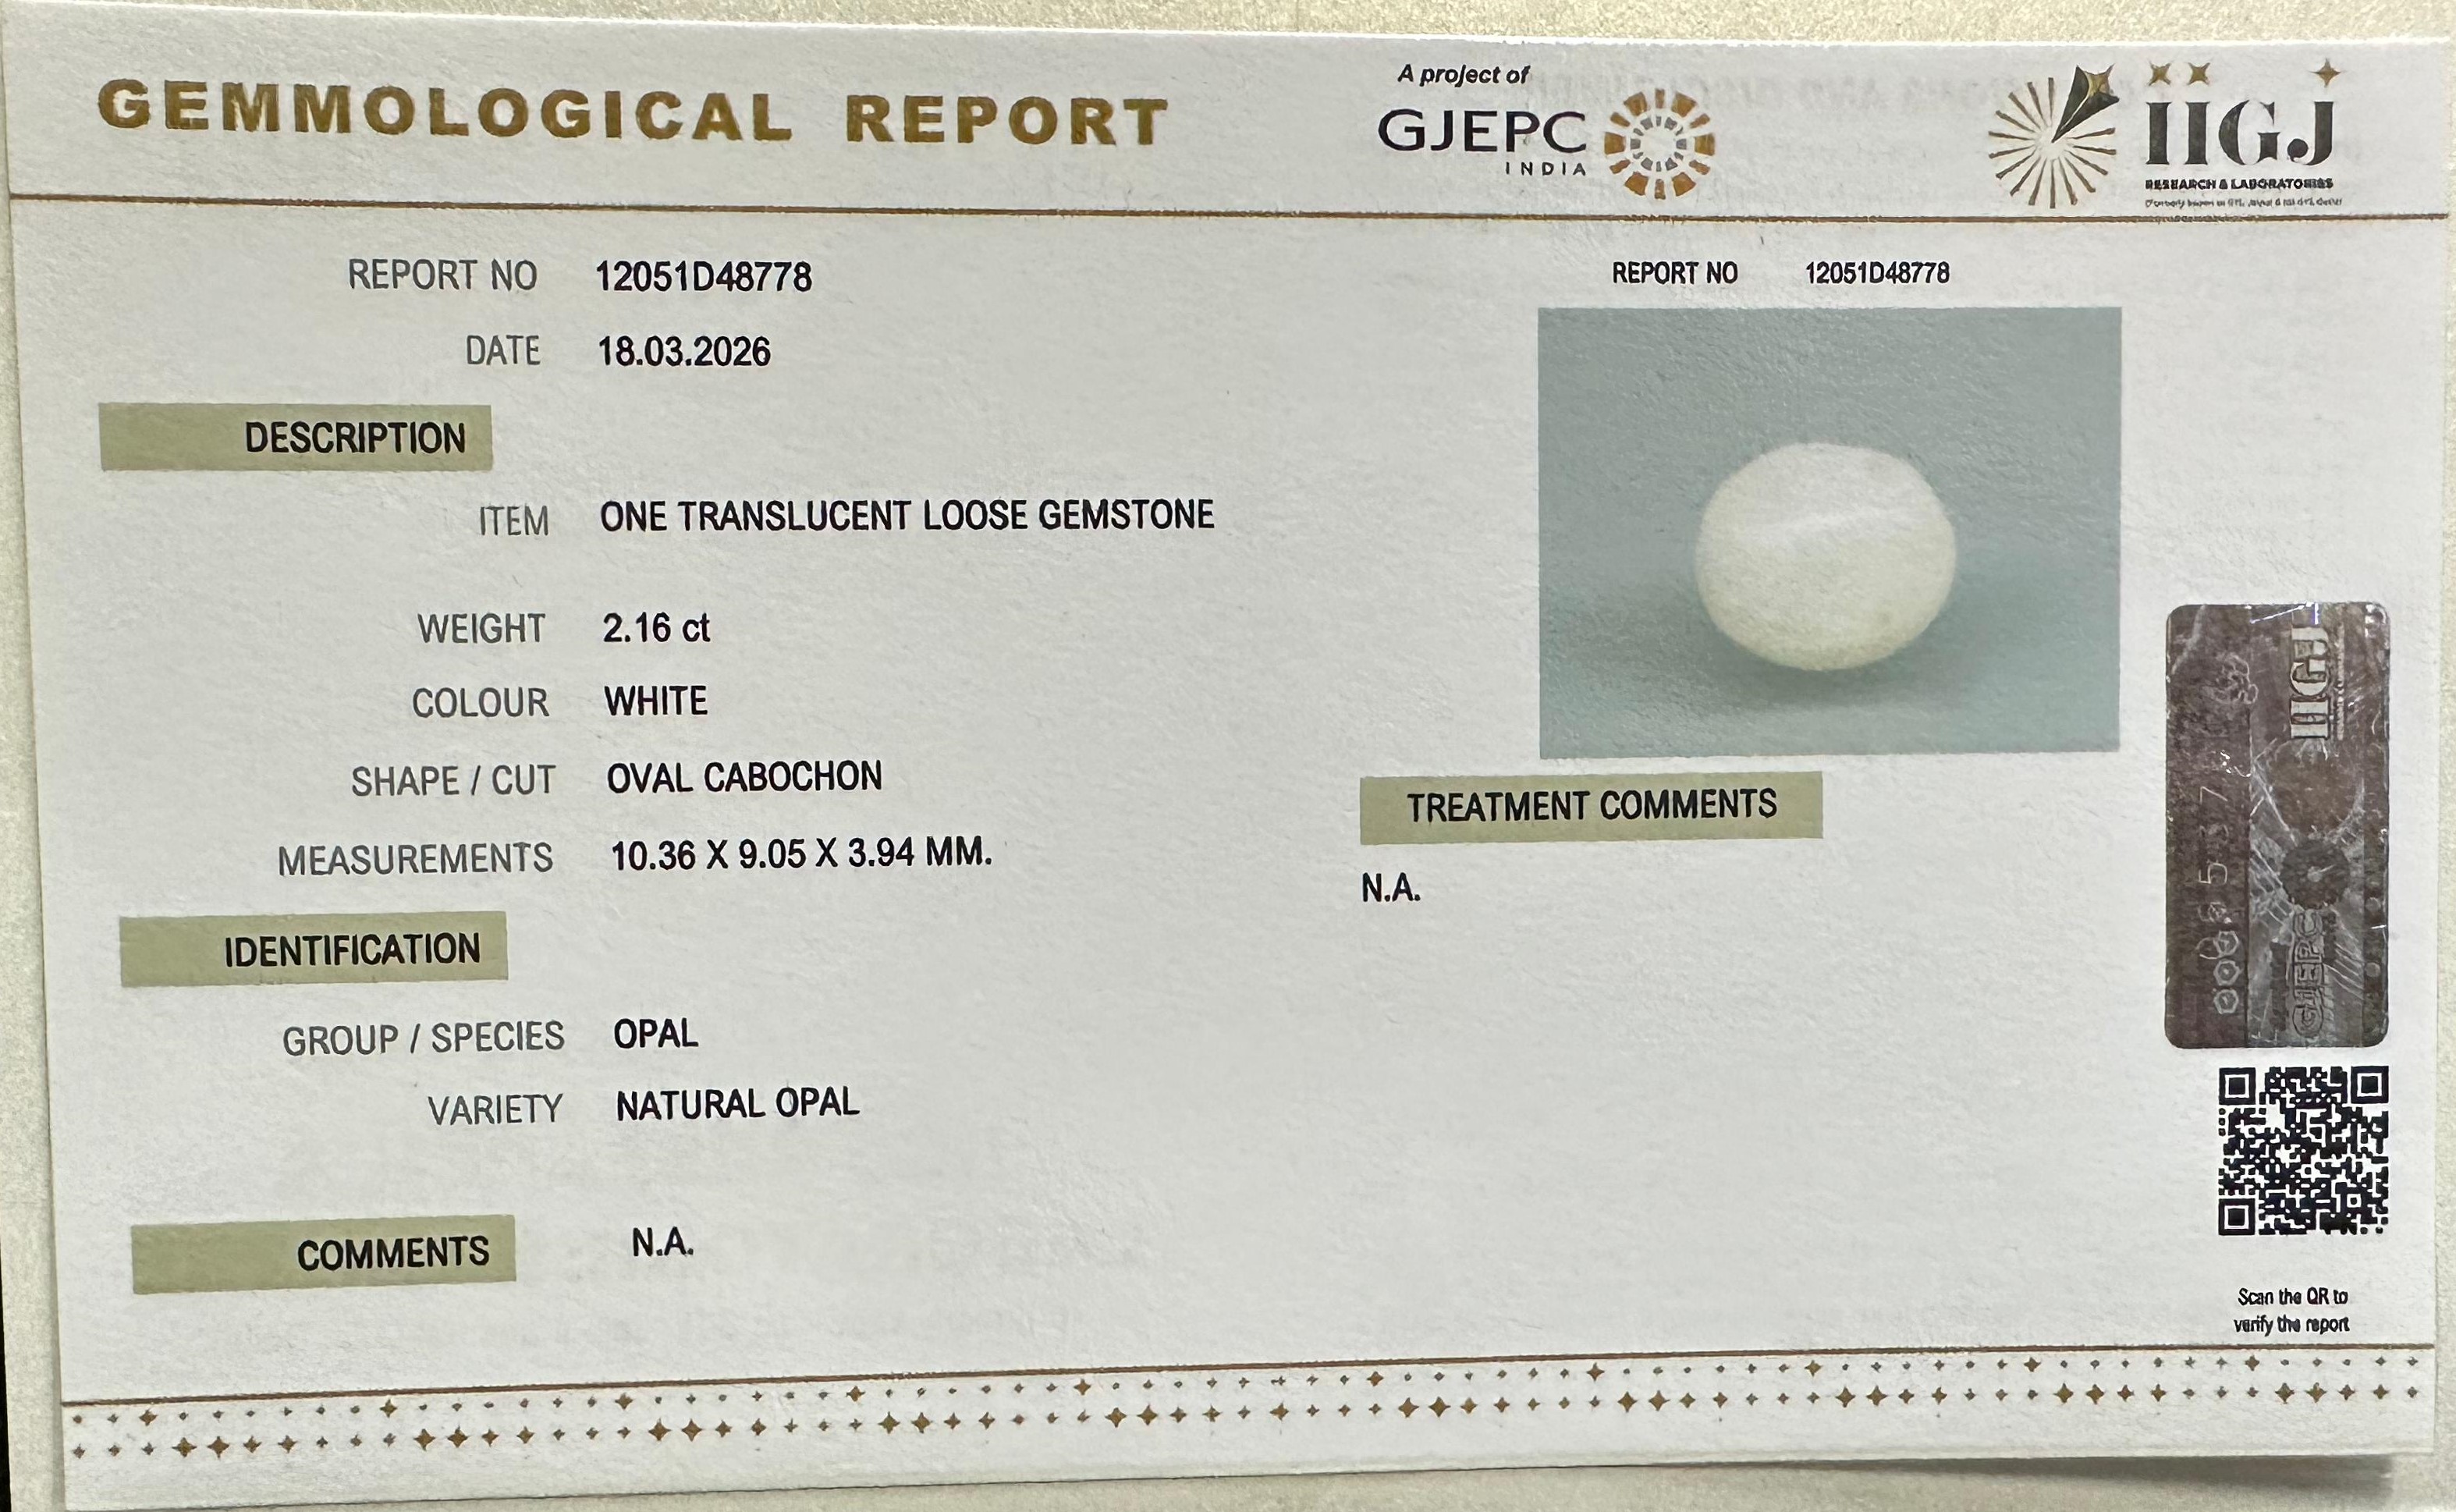 GEMMOLOGICAL REPORT
A project of
GJEPC
INDIA
IIGJ
RESEARCH & LABORATORIES
REPORT NO 12051D48778
DATE 18.03.2026
DESCRIPTION
ITEM ONE TRANSLUCENT LOOSE GEMSTONE
WEIGHT 2.16 ct
COLOUR WHITE
SHAPE / CUT OVAL CABOCHON
MEASUREMENTS 10.36 X 9.05 X 3.94 MM.
IDENTIFICATION
GROUP / SPECIES OPAL
VARIETY NATURAL OPAL
COMMENTS N.A.
REPORT NO 12051D48778
TREATMENT COMMENTS
N.A.
IIGJ
GJEPC
Scan the QR to
verify the report